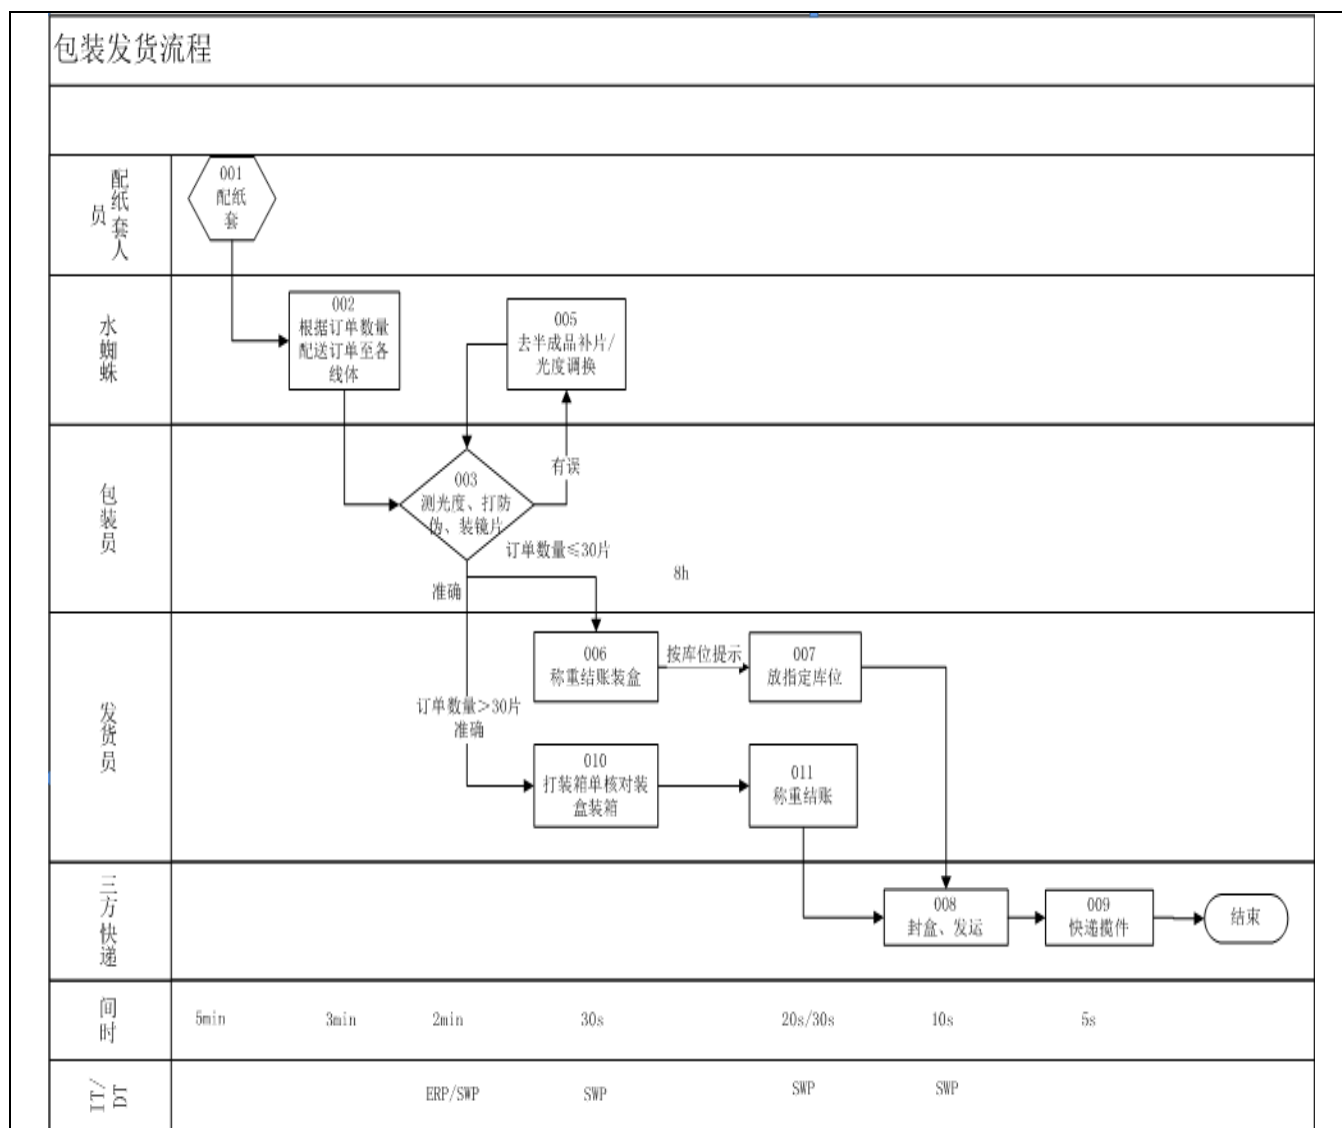 包装发货流程
配纸套人
员
001
配纸
套
水蜘蛛
002
根据订单数量
配送订单至各
线体
005
去半成品补片/
光度调换
包装员
003
测光度、打防
伪、装镜片
有误
订单数量≤30片
准确
8h
发货员
006
称重结账装盒
按库位提示
007
放指定库位
订单数量>30片
准确
010
打装箱单核对装
盒装箱
011
称重结账
三方快递
008
封盒、发运
009
快递揽件
结束
间时
5min
3min
2min
30s
20s/30s
10s
5s
IT/
DT
ERP/SWP
SWP
SWP
SWP